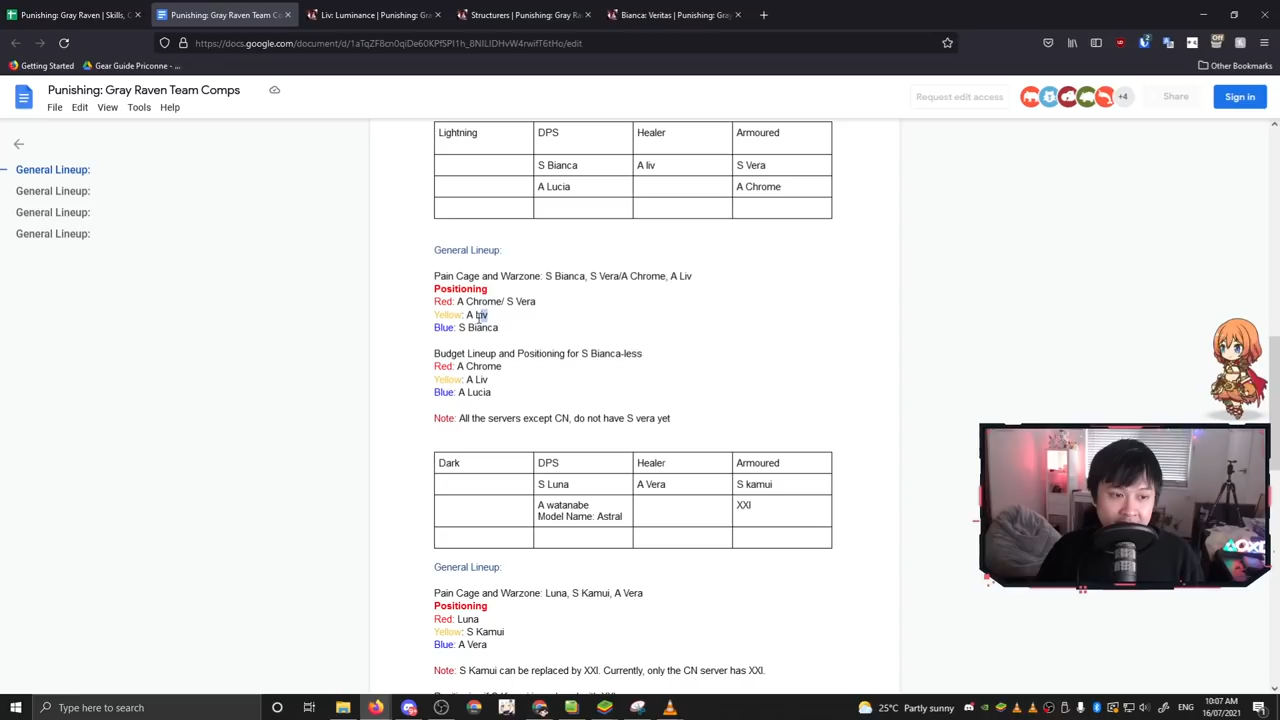 Punishing: Gray Raven | Skills, C
Punishing: Gray Raven Team Co
Liv: Luminance | Punishing: Gra
Structures | Punishing: Gray Ra
Bianca: Veritas | Punishing: Gray
https://docs.google.com/document/d/1aTqZF8cn0qiDe60KPfSPI1h_8NILIDHvW4rwifT6tHo/edit
Getting Started
Gear Guide Priconne - ...
Other Bookmarks
Punishing: Gray Raven Team Comps
File Edit View Tools Help
Request edit access
+4
Share
Sign in
General Lineup:
General Lineup:
General Lineup:
General Lineup:
Lightning DPS Healer Armoured
S Bianca A liv S Vera
A Lucia A Chrome
General Lineup:
Pain Cage and Warzone: S Bianca, S Vera/A Chrome, A Liv
Positioning
Red: A Chrome/ S Vera
Yellow: A Liv
Blue: S Bianca
Budget Lineup and Positioning for S Bianca-less
Red: A Chrome
Yellow: A Liv
Blue: A Lucia
Note: All the servers except CN, do not have S vera yet
Dark DPS Healer Armoured
S Luna A Vera S kamui
A watanabe XXI
Model Name: Astral
General Lineup:
Pain Cage and Warzone: Luna, S Kamui, A Vera
Positioning
Red: Luna
Yellow: S Kamui
Blue: A Vera
Note: S Kamui can be replaced by XXI. Currently, only the CN server has XXI.
Type here to search
25°C Partly sunny
ENG
10:07 AM
16/07/2021